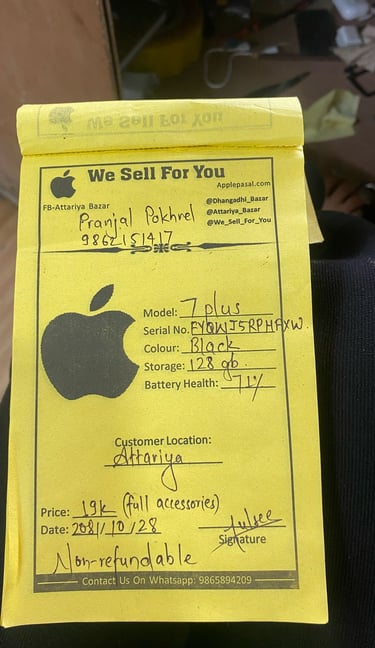 We Sell For You
We Sell For You
Applepasal.com
FB-Attariya Bazar
@Dhangadhi_Bazar
@Attariya_Bazar
@We_Sell_For_You
Pranjal Pokhrel
9862151417
Model: 7 plus
Serial No.
Colour: Black
Storage: 128 gb
Battery Health: 71%
Customer Location:
Attariya
Price: 19k (full accessories)
Date: 2081/10/28
Signature
Non-refundable
Contact Us On Whatsapp: 9865894209